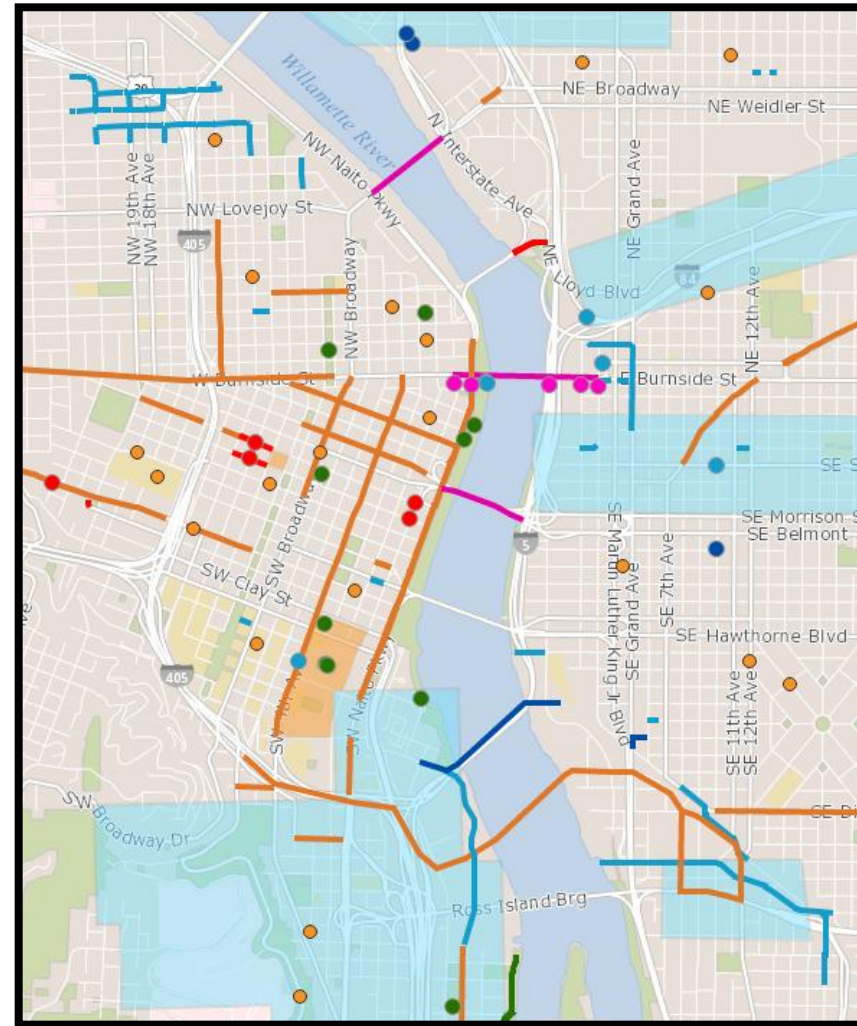 Willamette River
NE Broadway
NE Weidler St
N Interstate Ave
NW Naito Pkwy
NW 19th Ave
NW 18th Ave
NW Lovejoy St
405
NE Grand Ave
NE Lloyd Blvd
84
NW Broadway
NE 12th Ave
W Burnside St
E Burnside St
SE S
SW Broadway
SE Morrison S
SE Belmont
5
SE Martin Luther King Jr Blvd
SE Grand Ave
SE 7th Ave
SW Clay St
SE Hawthorne Blvd
405
SW Naito Pkwy
SE 11th Ave
SE 12th Ave
SW Broadway Dr
Ross Island Brg